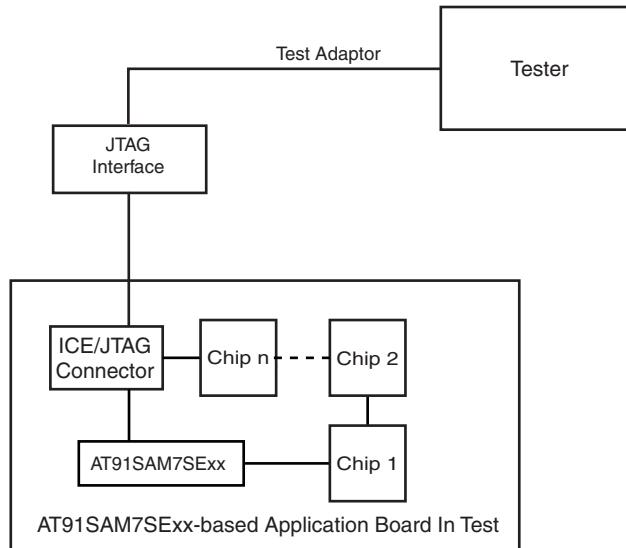 Test Adaptor
Tester
JTAG
Interface
ICE/JTAG
Connector
Chip n
Chip 2
AT91SAM7SExx
Chip 1
AT91SAM7SExx-based Application Board In Test